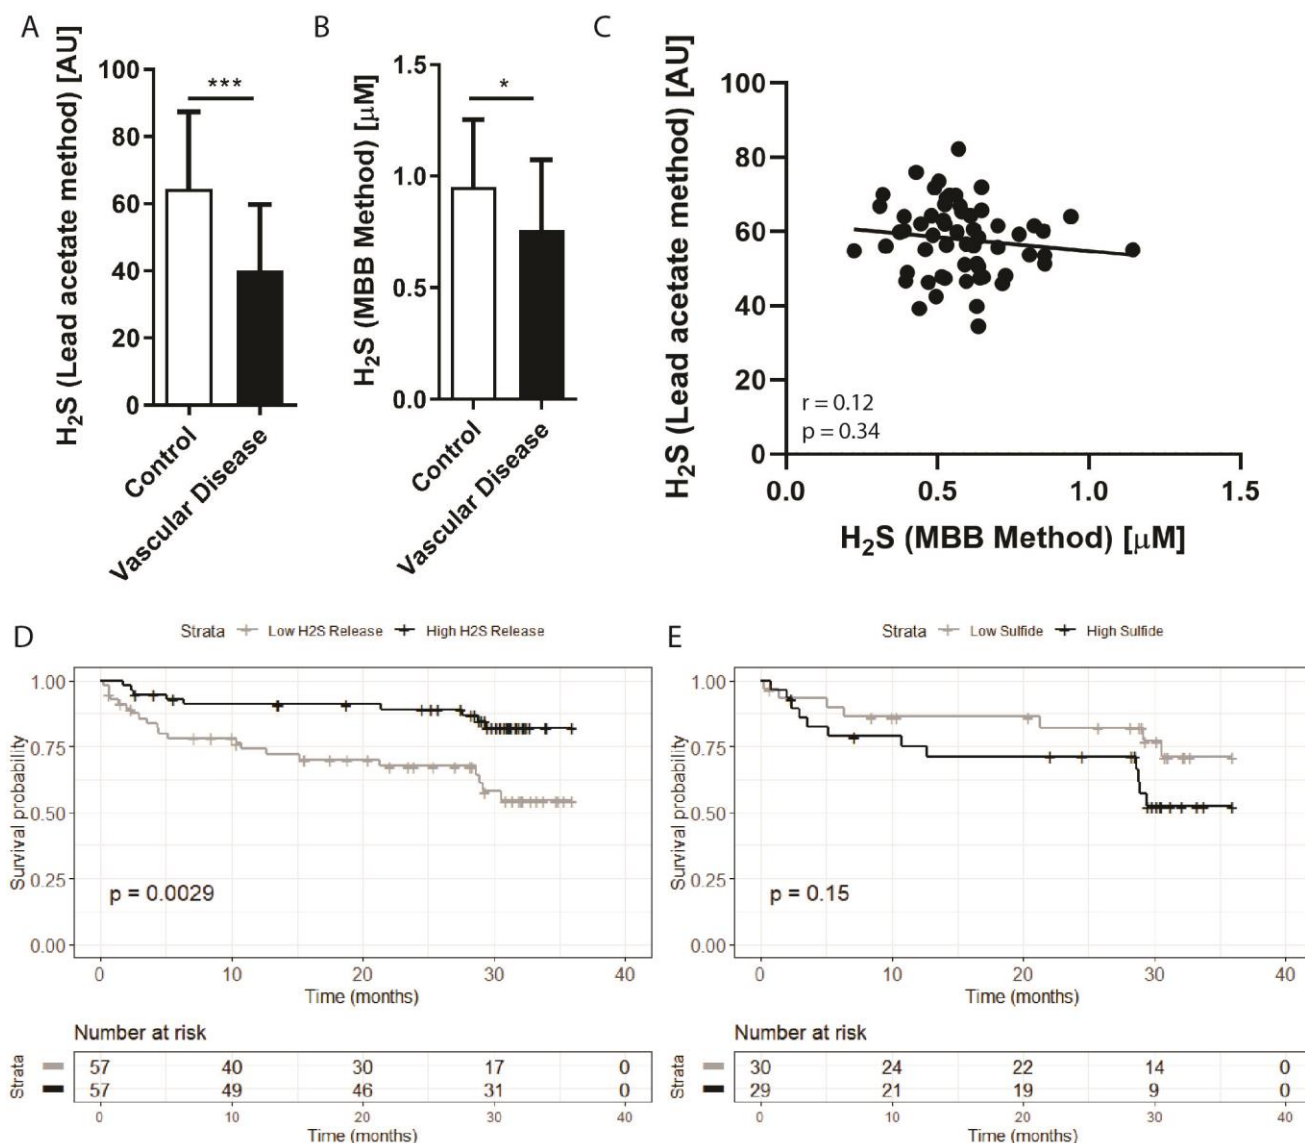 A
H₂S (Lead acetate method) [AU]
100
80
60
40
20
0
***
Control
Vascular Disease
B
H₂S (MBB Method) [μM]
1.5
1.0
0.5
0.0
*
Control
Vascular Disease
C
H₂S (Lead acetate method) [AU]
100
80
60
40
20
0
r = 0.12
p = 0.34
0.0 0.5 1.0 1.5
H₂S (MBB Method) [μM]
D
Strata Low H2S Release High H2S Release
Survival probability
1.00
0.75
0.50
0.25
0.00
p = 0.0029
0 10 20 30 40
Time (months)
Number at risk
Strata
57 40 30 17 0
57 49 46 31 0
0 10 20 30 40
Time (months)
E
Strata Low Sulfide High Sulfide
Survival probability
1.00
0.75
0.50
0.25
0.00
p = 0.15
0 10 20 30 40
Time (months)
Number at risk
Strata
30 24 22 14 0
29 21 19 9 0
0 10 20 30 40
Time (months)